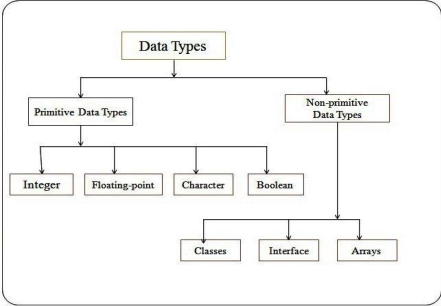 Data Types
Primitive Data Types
Non-primitive
Data Types
Integer
Floating-point
Character
Boolean
Classes
Interface
Arrays